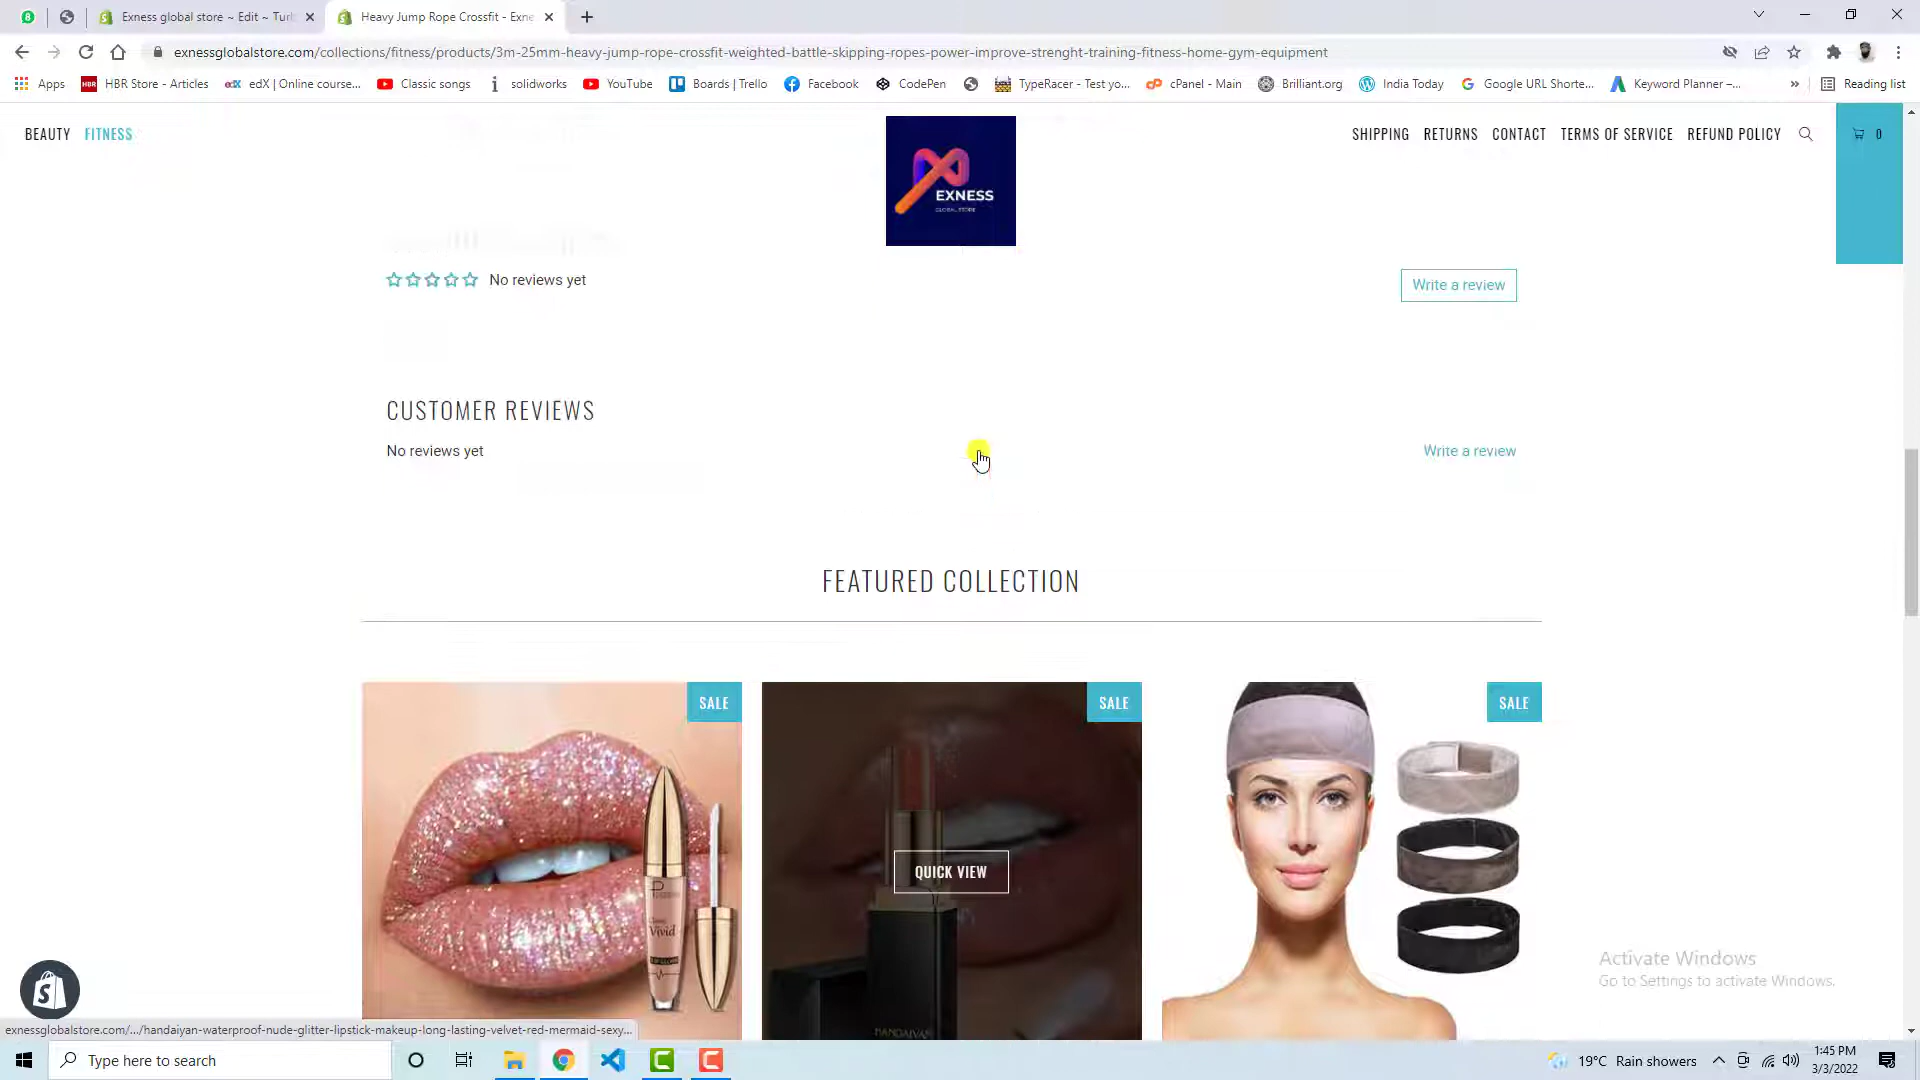 Exness global store ~ Edit ~ Tur
Heavy Jump Rope Crossfit - Exne
exnessglobalstore.com/collections/fitness/products/3m-25mm-heavy-jump-rope-crossfit-weighted-battle-skipping-ropes-power-improve-strenght-training-fitness-home-gym-equipment
Apps
HBR Store - Articles
edX | Online course...
Classic songs
solidworks
YouTube
Boards | Trello
Facebook
CodePen
TypeRacer - Test yo...
cPanel - Main
Brilliant.org
India Today
Google URL Shorte...
Keyword Planner –...
»
Reading list
BEAUTY FITNESS
EXNESS
GLOBAL STORE
SHIPPING RETURNS CONTACT TERMS OF SERVICE REFUND POLICY
0
No reviews yet
Write a review
CUSTOMER REVIEWS
No reviews yet
Write a review
FEATURED COLLECTION
SALE
SALE
SALE
QUICK VIEW
Vivid
HANDAIYAN
Activate Windows
Go to Settings to activate Windows.
exnessglobalstore.com/.../handaiyan-waterproof-nude-glitter-lipstick-makeup-long-lasting-velvet-red-mermaid-sexy...
Type here to search
19°C Rain showers
1:45 PM
3/3/2022